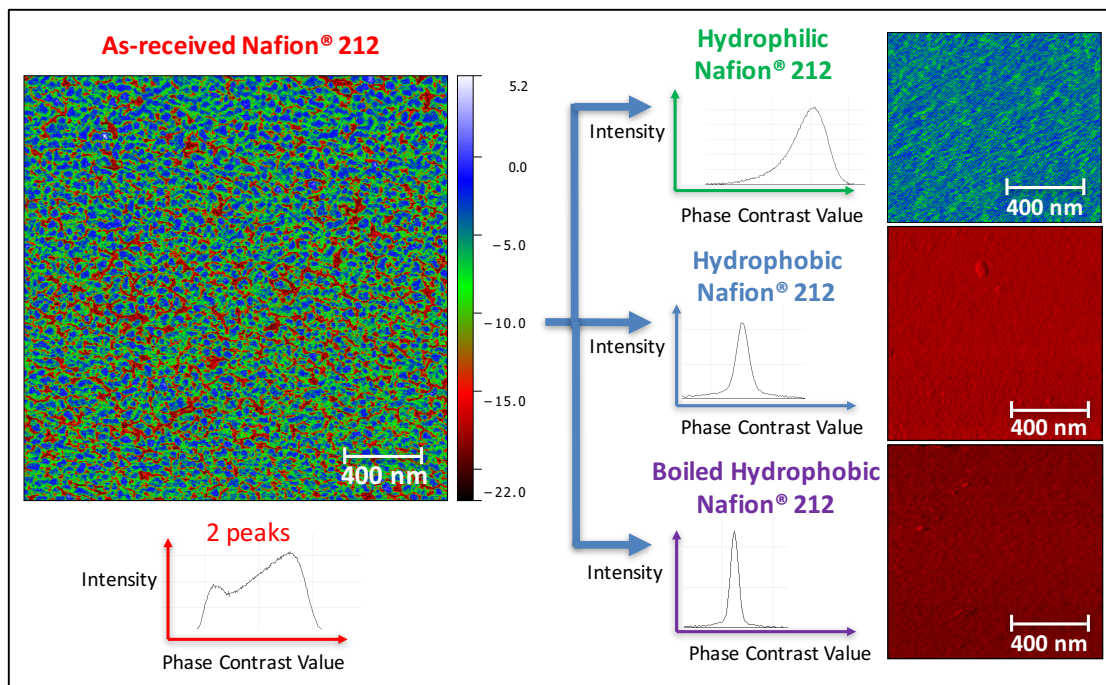 As-received Nafion® 212
5.2
0.0
−5.0
−10.0
−15.0
−22.0
400 nm
2 peaks
Intensity
Phase Contrast Value
Hydrophilic
Nafion® 212
Intensity
Phase Contrast Value
400 nm
Hydrophobic
Nafion® 212
Intensity
Phase Contrast Value
400 nm
Boiled Hydrophobic
Nafion® 212
Intensity
Phase Contrast Value
400 nm